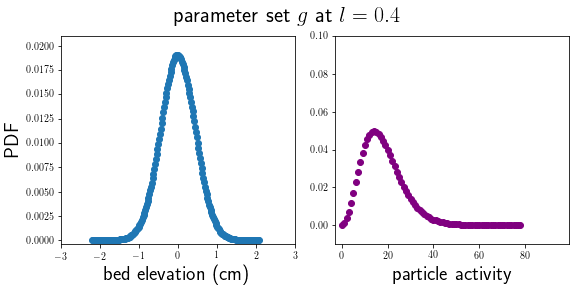 parameter set g at l = 0.4
PDF
0.0200
0.0175
0.0150
0.0125
0.0100
0.0075
0.0050
0.0025
0.0000
−3 −2 −1 0 1 2 3
bed elevation (cm)
0.10
0.08
0.06
0.04
0.02
0.00
0 20 40 60 80
particle activity